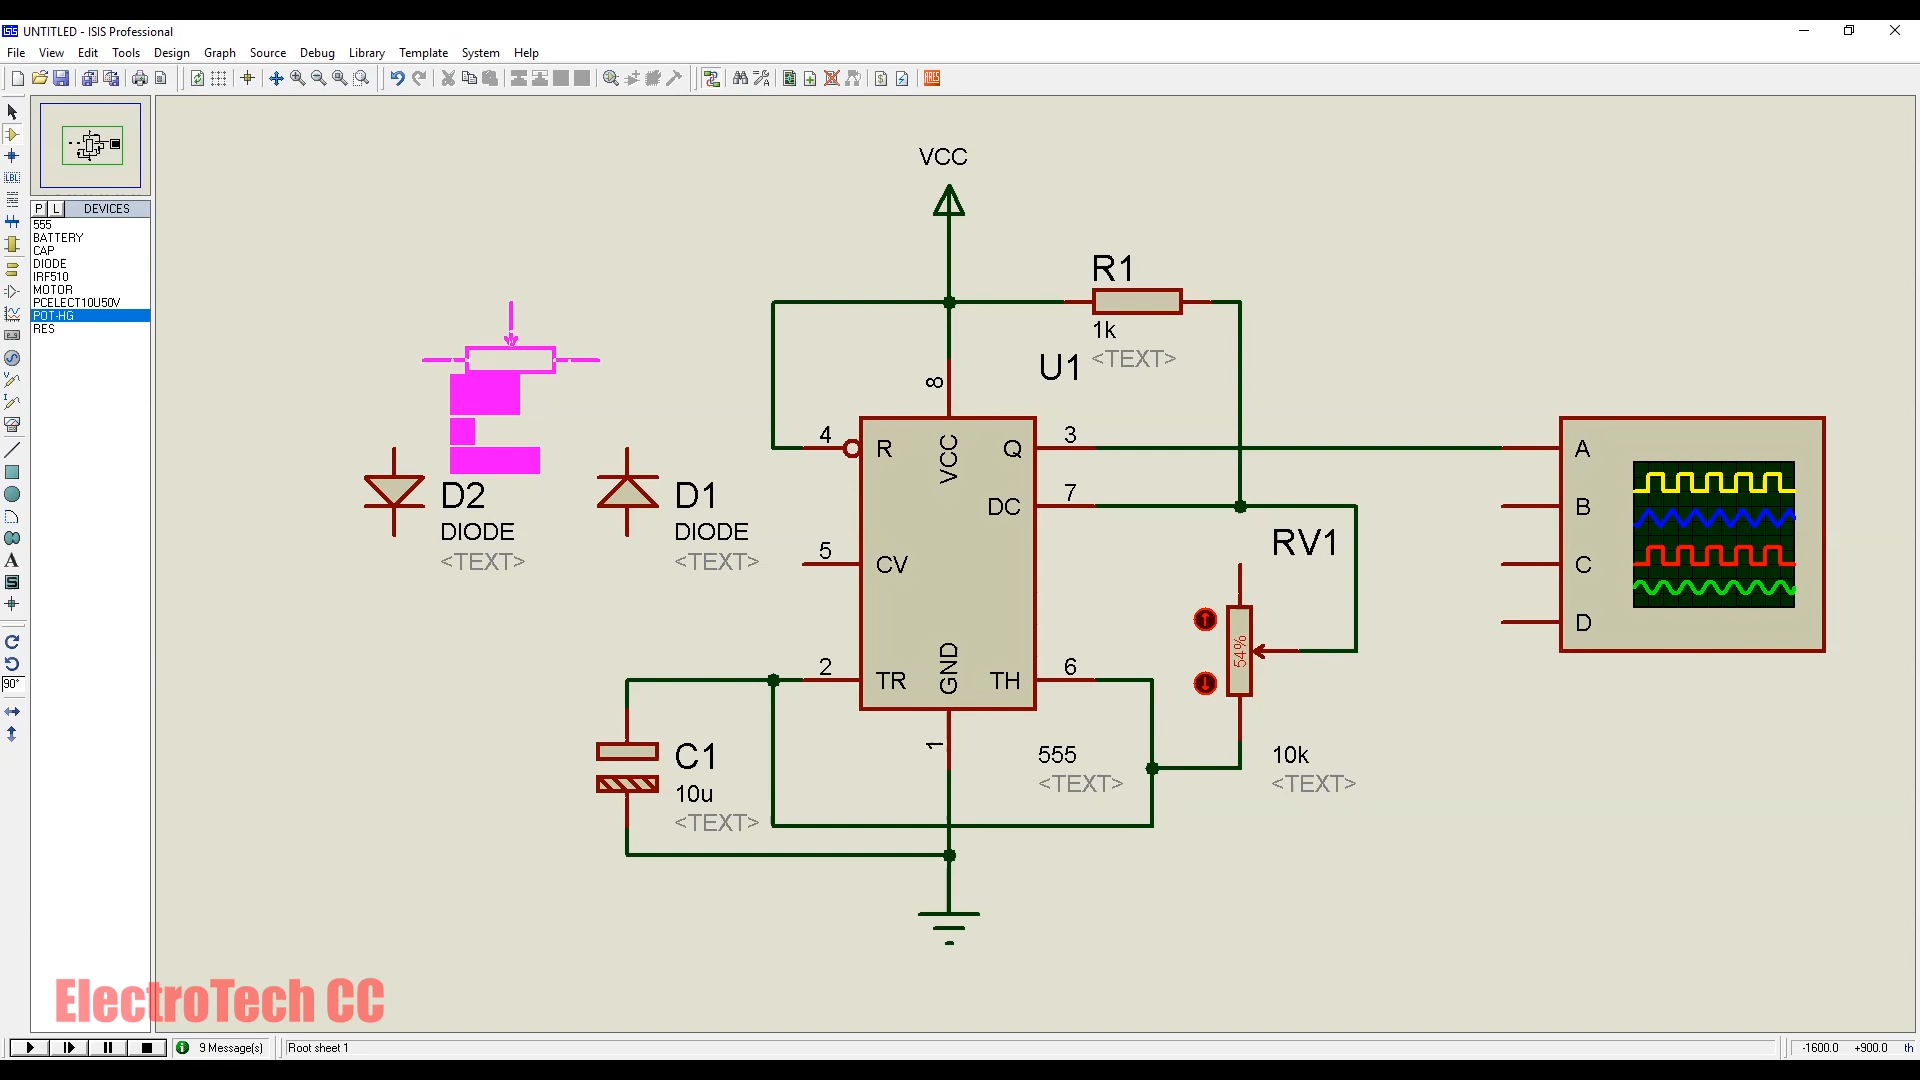 UNTITLED - ISIS Professional
File View Edit Tools Design Graph Source Debug Library Template System Help
LBL
A
S
90°
P L DEVICES
555
BATTERY
CAP
DIODE
IRF510
MOTOR
PCELECT10U50V
POT-HG
RES
VCC
R1
1k
<TEXT>
U1
8
4
R
VCC
Q
3
DC
7
5
CV
2
TR
GND
TH
6
1
555
<TEXT>
D2
DIODE
<TEXT>
D1
DIODE
<TEXT>
C1
10u
<TEXT>
RV1
54%
10k
<TEXT>
A
B
C
D
ElectroTech CC
9 Message(s)
Root sheet 1
-1600.0 +900.0 th